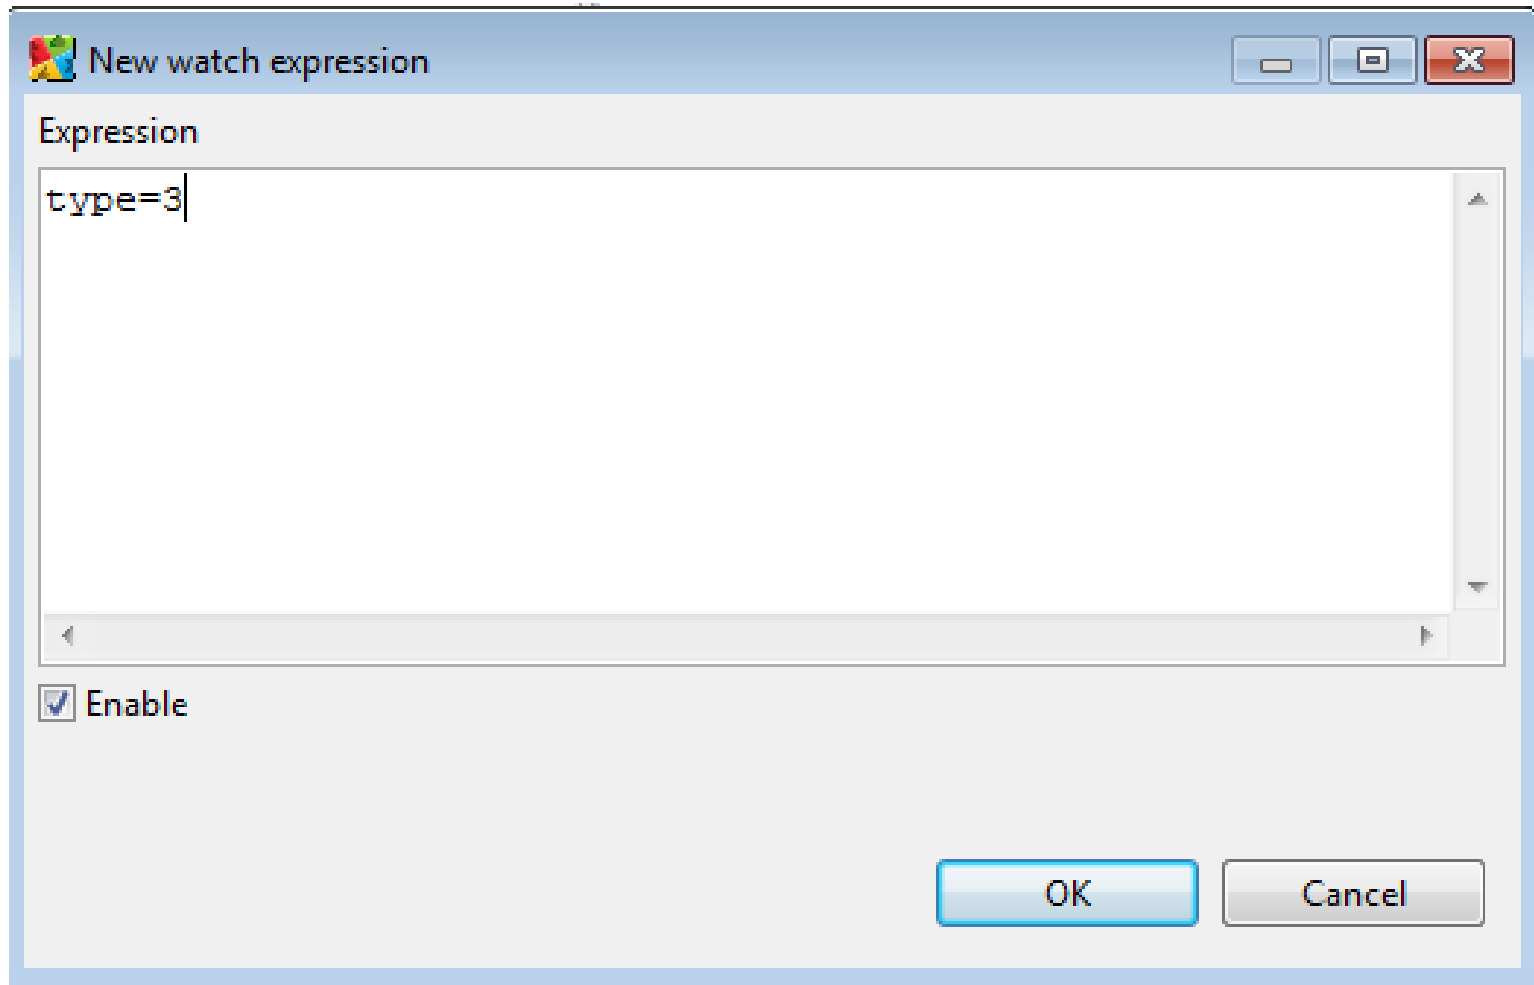 New watch expression
Expression
type=3
Enable
OK Cancel